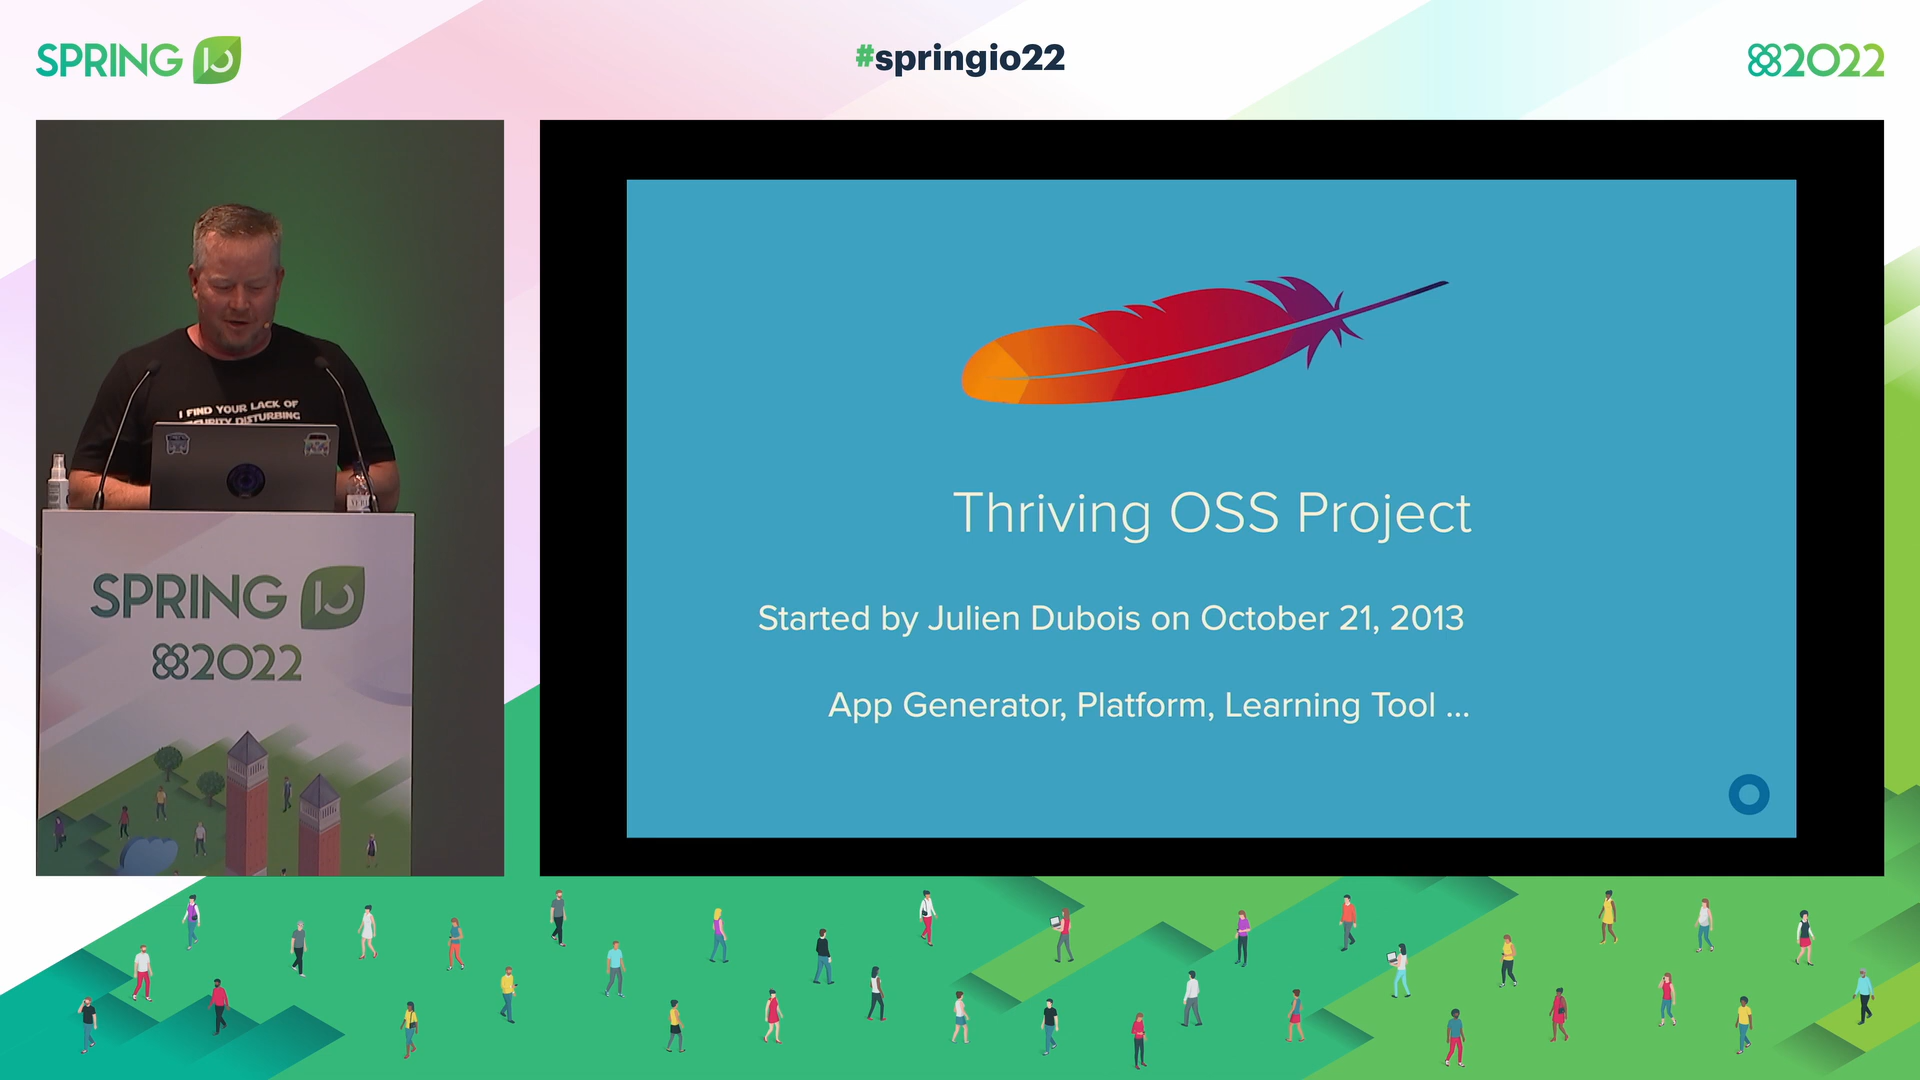 SPRING IO
#springio22
2022
I FIND YOUR LACK OF
SECURITY DISTURBING
SPRING IO
2022
Thriving OSS Project
Started by Julien Dubois on October 21, 2013
App Generator, Platform, Learning Tool ...